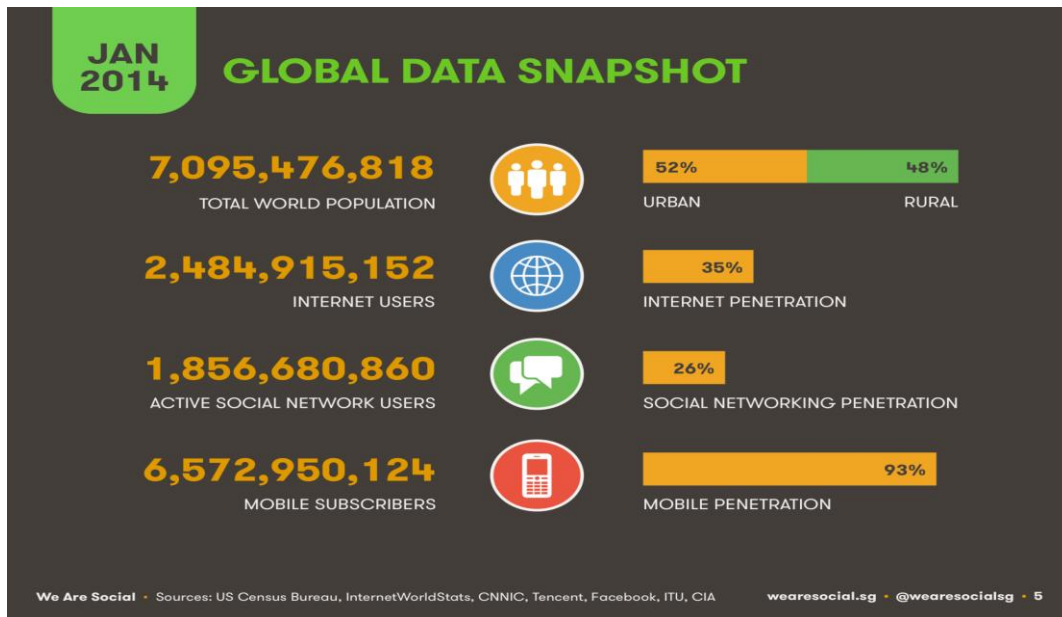 JAN
2014
GLOBAL DATA SNAPSHOT
7,095,476,818
TOTAL WORLD POPULATION
52%
48%
URBAN
RURAL
2,484,915,152
INTERNET USERS
35%
INTERNET PENETRATION
1,856,680,860
ACTIVE SOCIAL NETWORK USERS
26%
SOCIAL NETWORKING PENETRATION
6,572,950,124
MOBILE SUBSCRIBERS
93%
MOBILE PENETRATION
We Are Social • Sources: US Census Bureau, InternetWorldStats, CNNIC, Tencent, Facebook, ITU, CIA
wearesocial.sg • @wearesocialsg • 5